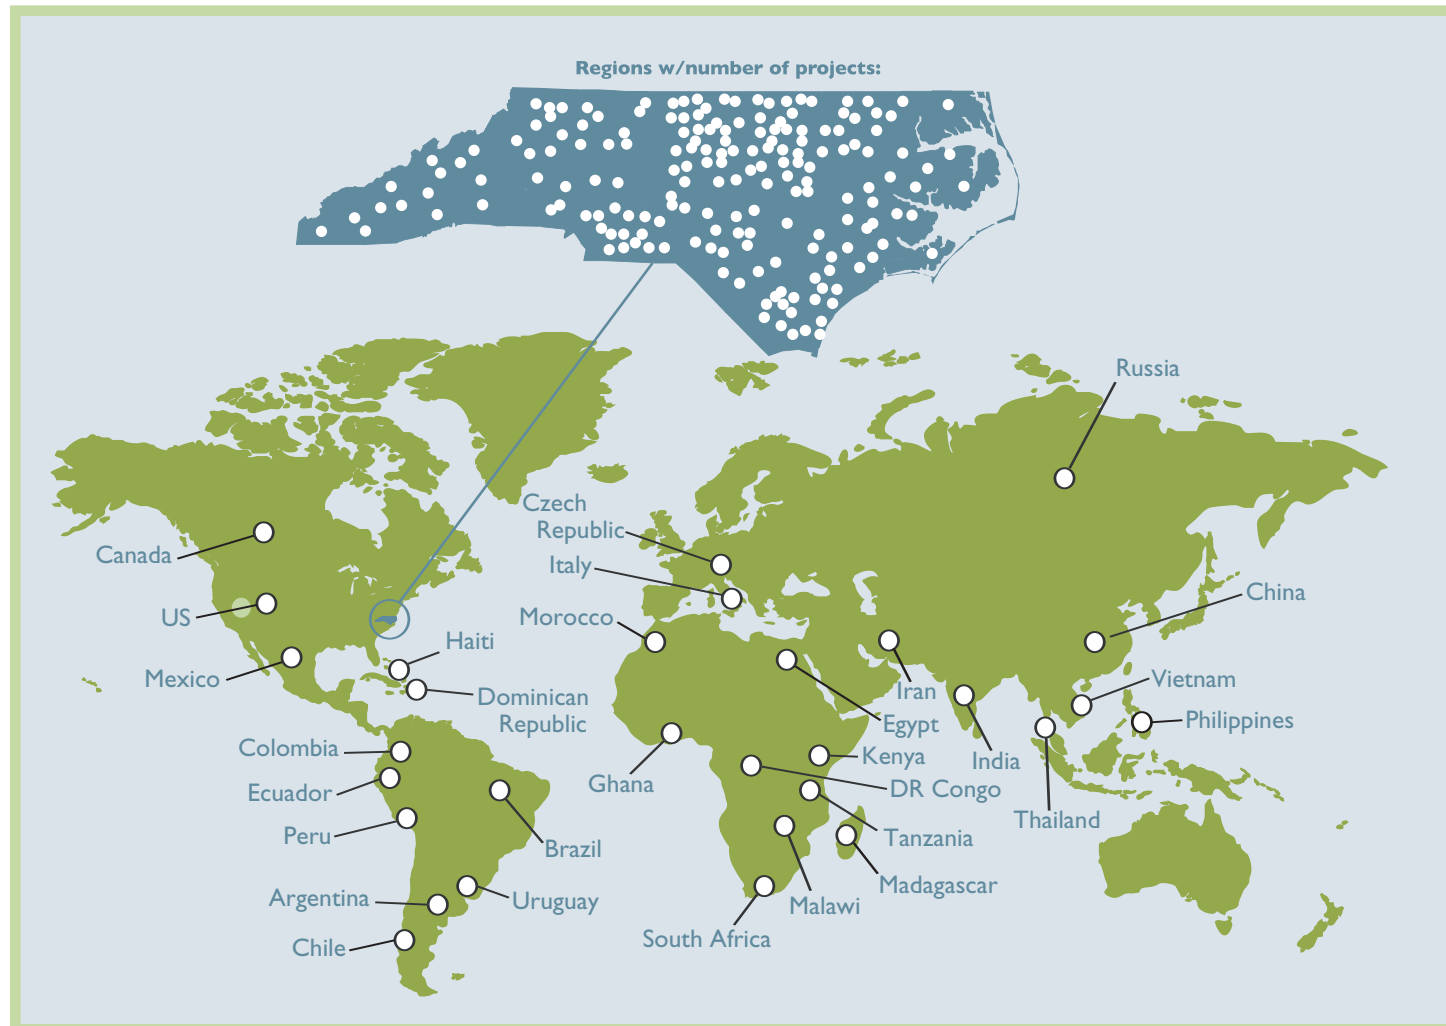 Regions w/number of projects:
Russia
Czech
Republic
Canada
Italy
China
US
Morocco
Haiti
Mexico
Dominican
Republic
Iran
Vietnam
Egypt
Philippines
Colombia
Kenya
India
Ghana
DR Congo
Ecuador
Thailand
Peru
Brazil
Tanzania
Madagascar
Argentina
Uruguay
Malawi
South Africa
Chile